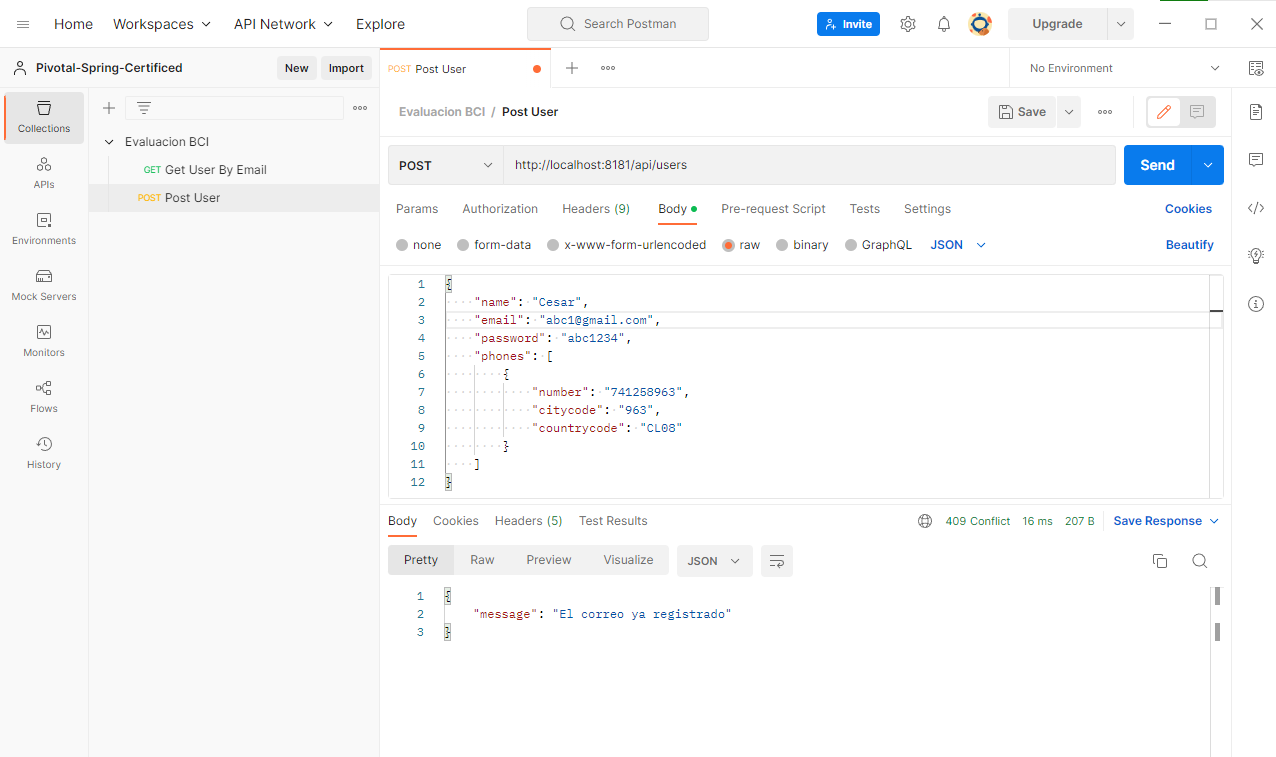 Home Workspaces API Network Explore Search Postman Invite Upgrade
Pivotal-Spring-Certificed New Import
POST Post User
No Environment
Collections
APIs
Environments
Mock Servers
Monitors
Flows
History
Evaluacion BCI
GET Get User By Email
POST Post User
Evaluacion BCI / Post User Save
POST http://localhost:8181/api/users Send
Params Authorization Headers (9) Body Pre-request Script Tests Settings Cookies
none form-data x-www-form-urlencoded raw binary GraphQL JSON Beautify
1 {
2 "name": "Cesar",
3 "email": "abc1@gmail.com",
4 "password": "abc1234",
5 "phones": [
6 {
7 "number": "741258963",
8 "citycode": "963",
9 "countrycode": "CL08"
10 }
11 ]
12 }
Body Cookies Headers (5) Test Results 409 Conflict 16 ms 207 B Save Response
Pretty Raw Preview Visualize JSON
1 {
2 "message": "El correo ya registrado"
3 }